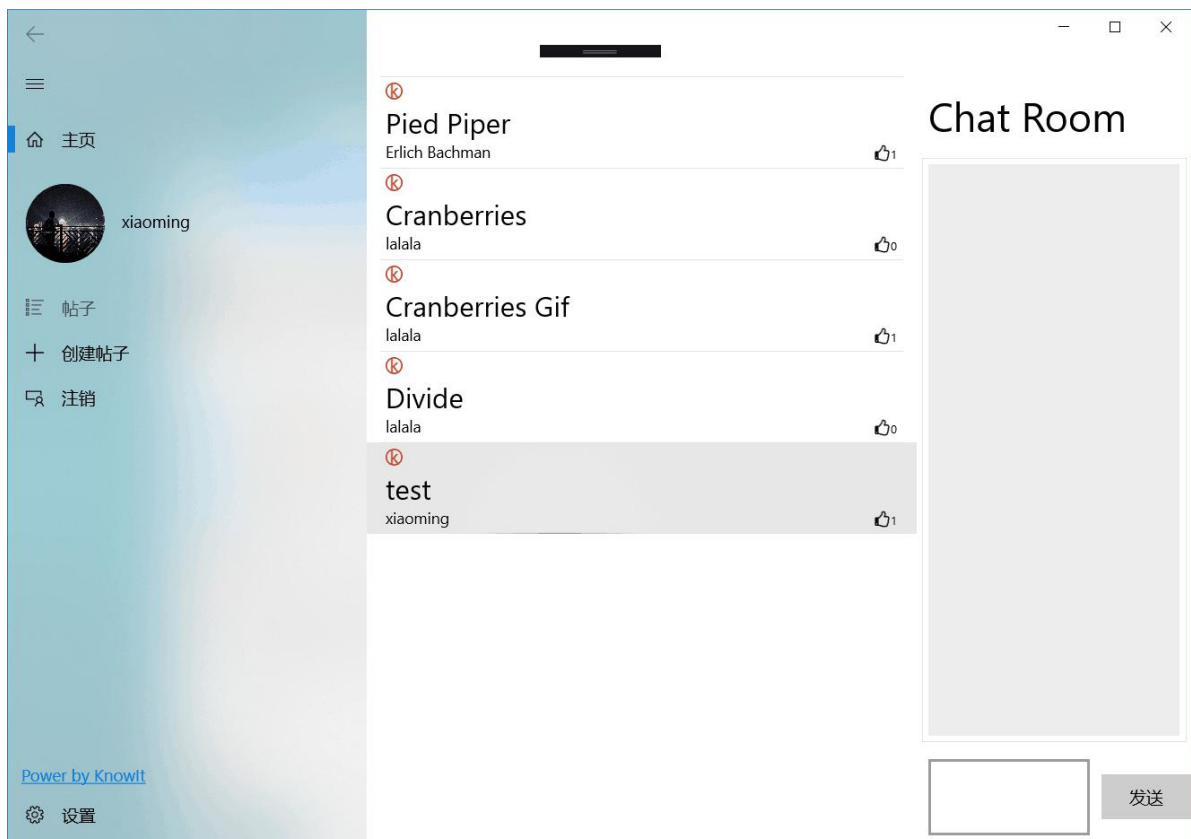 主页
xiaoming
帖子
创建帖子
注销
Power by KnowIt
设置
Pied Piper
Erlich Bachman
1
Cranberries
lalala
0
Cranberries Gif
lalala
1
Divide
lalala
0
test
xiaoming
1
Chat Room
发送